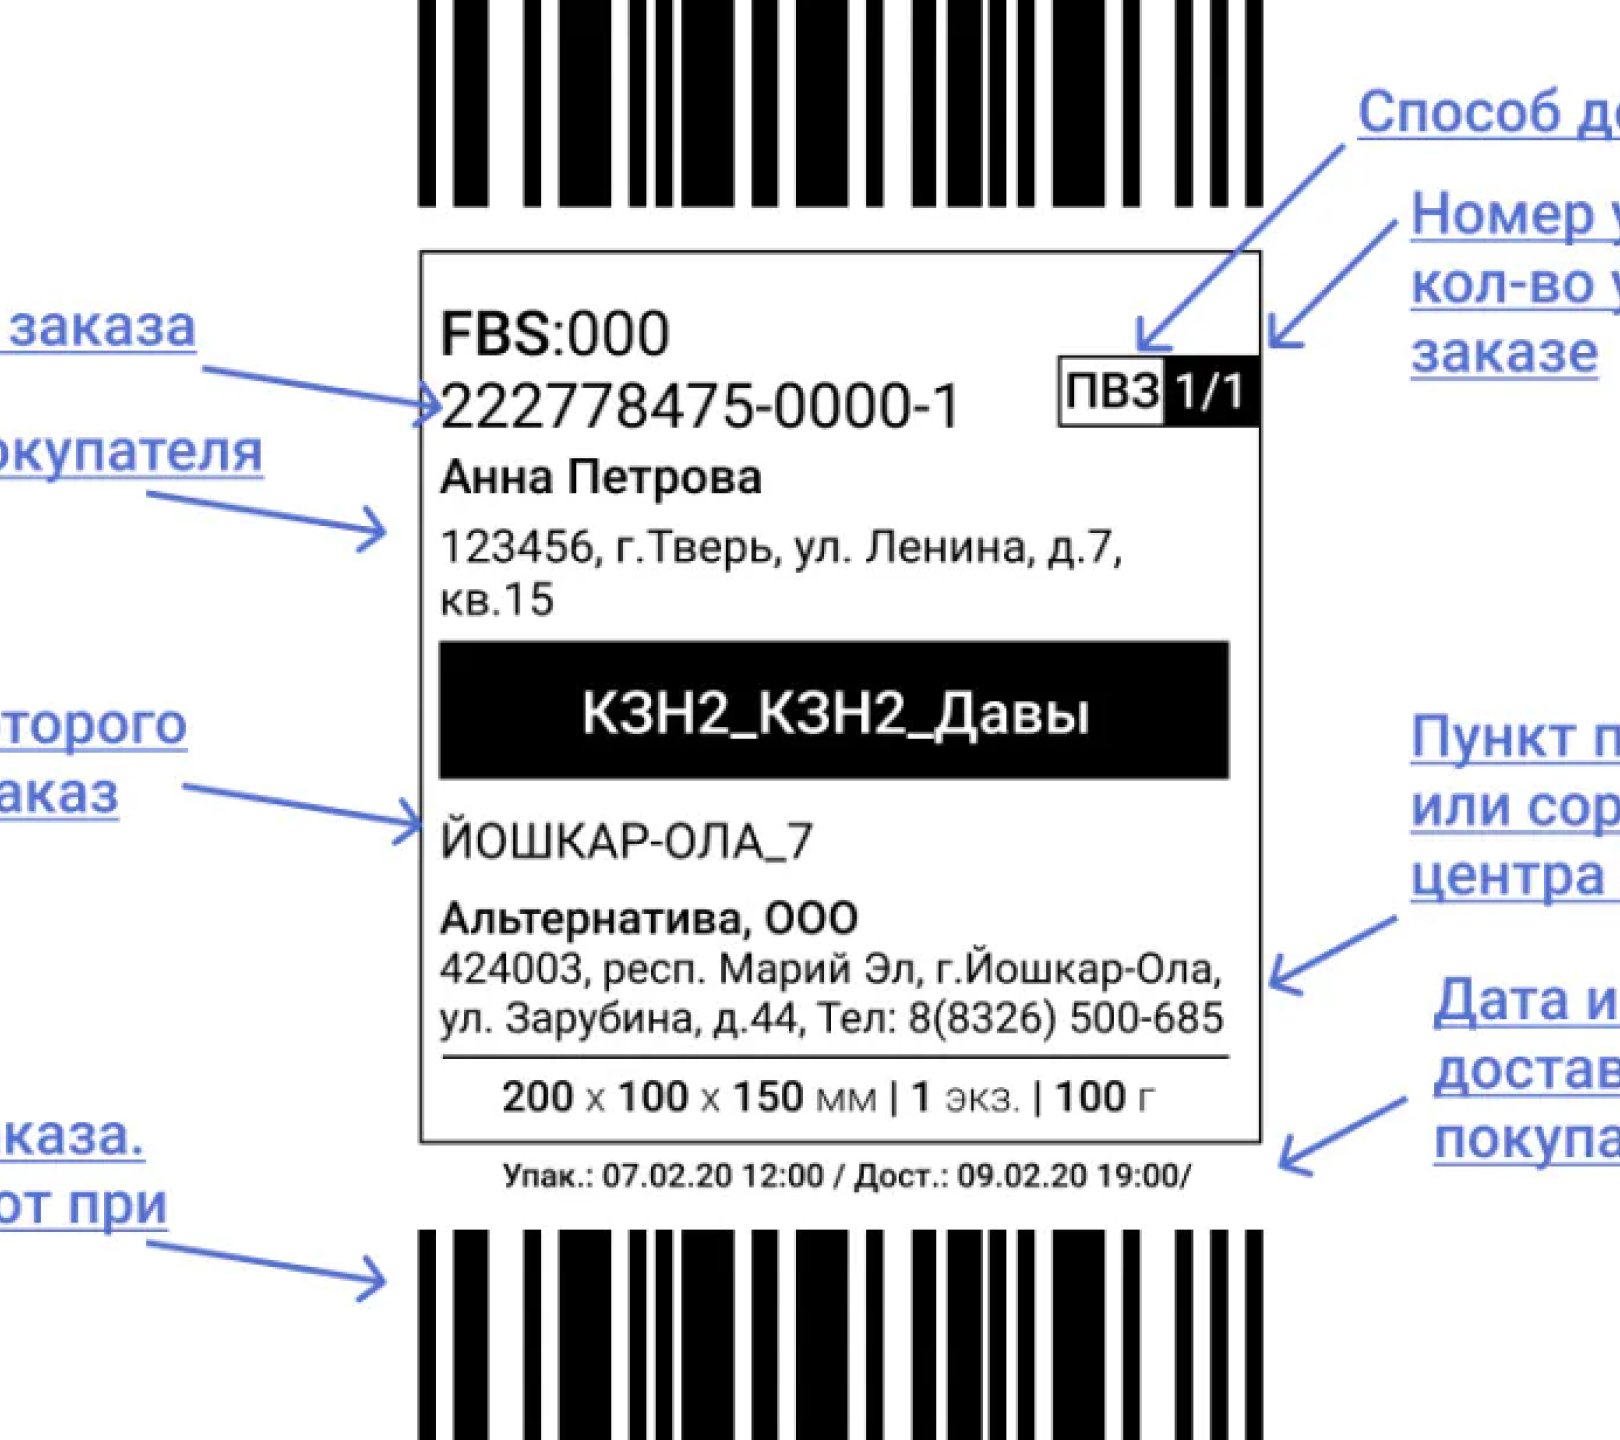 Способ
Номер
кол-во
заказе
заказа
FBS:000
222778475-0000-1
ПВЗ 1/1
окупателя
Анна Петрова
123456, г.Тверь, ул. Ленина, д.7,
кв.15
КЗН2_КЗН2_Давы
оторого
аказ
ЙОШКАР-ОЛА_7
Пункт п
или сор
центра
Альтернатива, ООО
424003, респ. Марий Эл, г.Йошкар-Ола,
ул. Зарубина, д.44, Тел: 8(8326) 500-685
Дата и
достав
покупа
200 x 100 x 150 мм | 1 экз. | 100 г
Упак.: 07.02.20 12:00 / Дост.: 09.02.20 19:00/
каза.
от при